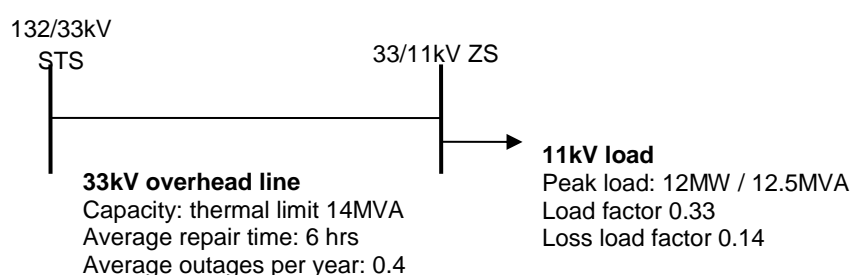 132/33kV
STS
33/11kV ZS
33kV overhead line
Capacity: thermal limit 14MVA
Average repair time: 6 hrs
Average outages per year: 0.4
11kV load
Peak load: 12MW / 12.5MVA
Load factor 0.33
Loss load factor 0.14